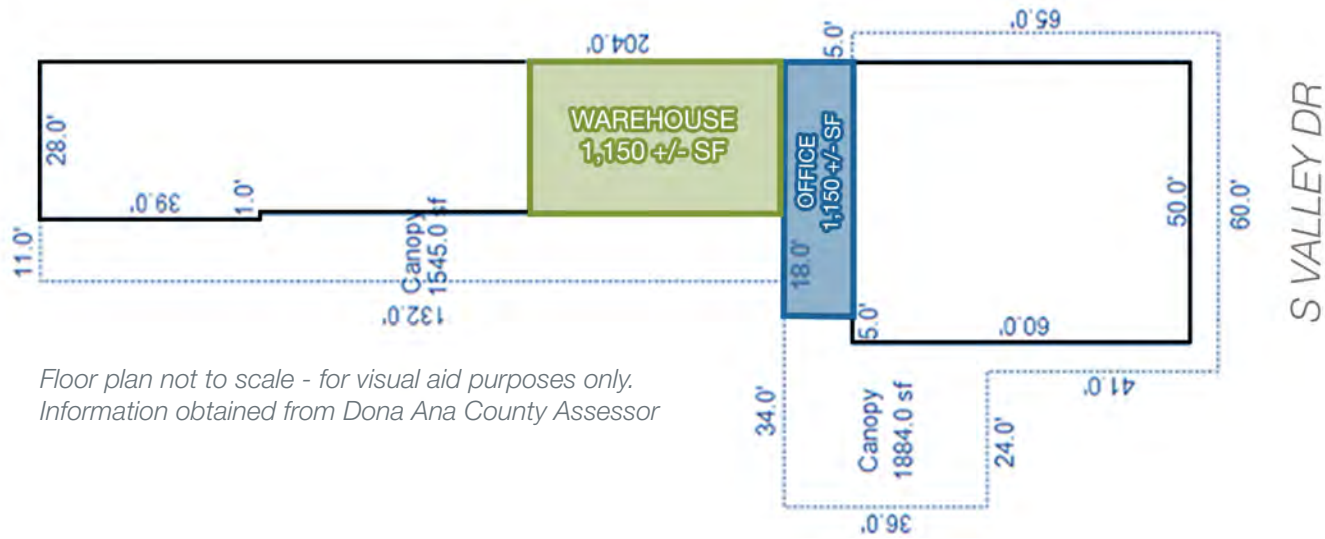 65.0'
204.0'
5.0'
WAREHOUSE
1,150 +/- SF
28.0'
OFFICE
1,150 +/- SF
S VALLEY DR
39.0'
1.0'
50.0'
60.0'
11.0'
Canopy
1545.0 sf
18.0'
132.0'
5.0'
60.0'
41.0'
Floor plan not to scale - for visual aid purposes only.
Information obtained from Dona Ana County Assessor
34.0'
Canopy
1884.0 sf
24.0'
36.0'